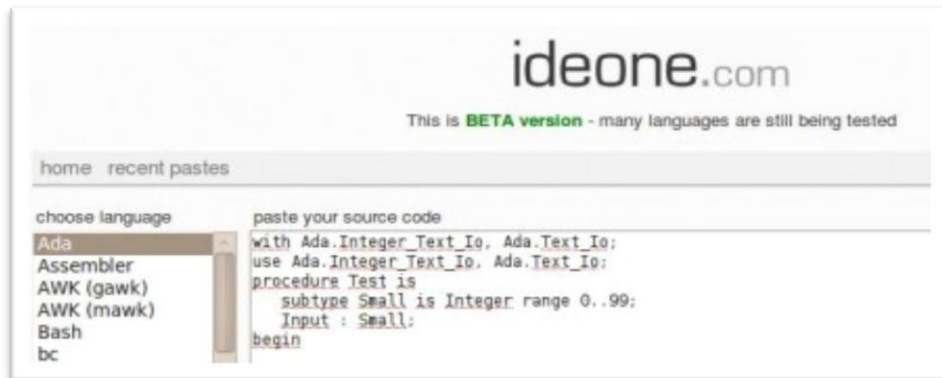 ideone.com
This is BETA version - many languages are still being tested
home recent pastes
choose language
Ada
Assembler
AWK (gawk)
AWK (mawk)
Bash
bc
paste your source code
with Ada.Integer_Text_Io, Ada.Text_Io;
use Ada.Integer_Text_Io, Ada.Text_Io;
procedure Test is
   subtype Small is Integer range 0..99;
   Input : Small;
begin